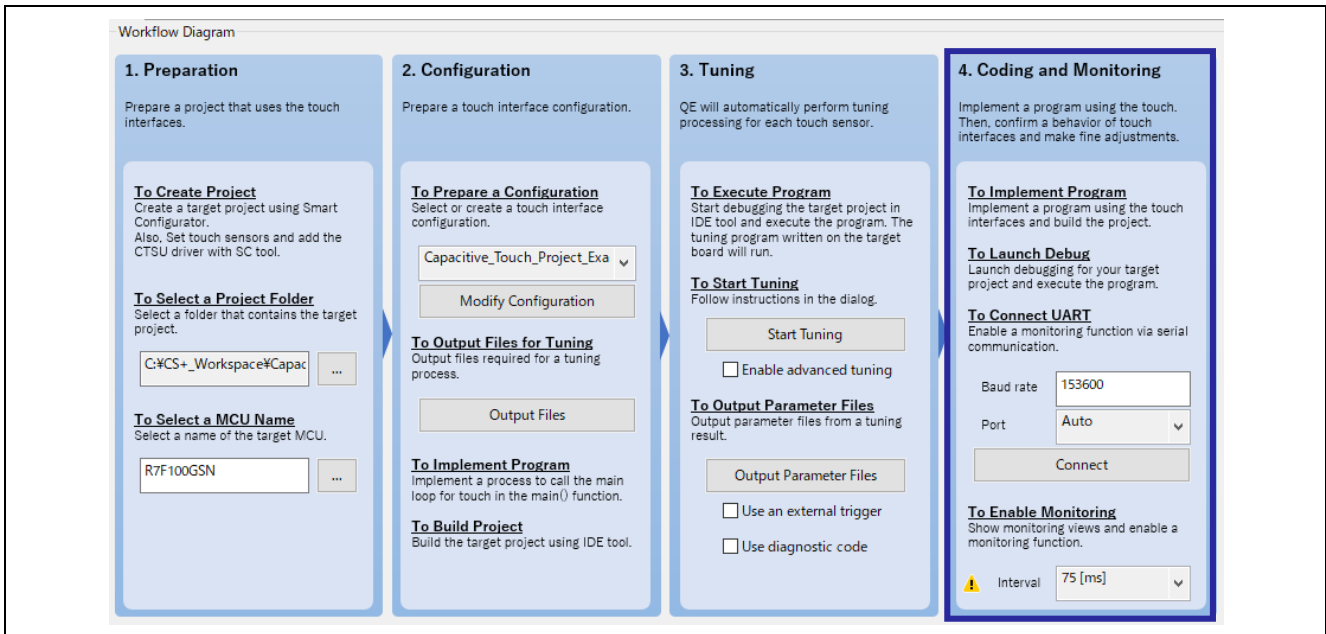 Workflow Diagram
1. Preparation
Prepare a project that uses the touch
interfaces.
To Create Project
Create a target project using Smart
Configurator.
Also, Set touch sensors and add the
CTSU driver with SC tool.
To Select a Project Folder
Select a folder that contains the target
project.
C:¥CS+_Workspace¥Capac
...
To Select a MCU Name
Select a name of the target MCU.
R7F100GSN
...
2. Configuration
Prepare a touch interface configuration.
To Prepare a Configuration
Select or create a touch interface
configuration.
Capacitive_Touch_Project_Exa
Modify Configuration
To Output Files for Tuning
Output files required for a tuning
process.
Output Files
To Implement Program
Implement a process to call the main
loop for touch in the main() function.
To Build Project
Build the target project using IDE tool.
3. Tuning
QE will automatically perform tuning
processing for each touch sensor.
To Execute Program
Start debugging the target project in
IDE tool and execute the program. The
tuning program written on the target
board will run.
To Start Tuning
Follow instructions in the dialog.
Start Tuning
Enable advanced tuning
To Output Parameter Files
Output parameter files from a tuning
result.
Output Parameter Files
Use an external trigger
Use diagnostic code
4. Coding and Monitoring
Implement a program using the touch.
Then, confirm a behavior of touch
interfaces and make fine adjustments.
To Implement Program
Implement a program using the touch
interfaces and build the project.
To Launch Debug
Launch debugging for your target
project and execute the program.
To Connect UART
Enable a monitoring function via serial
communication.
Baud rate 153600
Port Auto
Connect
To Enable Monitoring
Show monitoring views and enable a
monitoring function.
Interval 75 [ms]